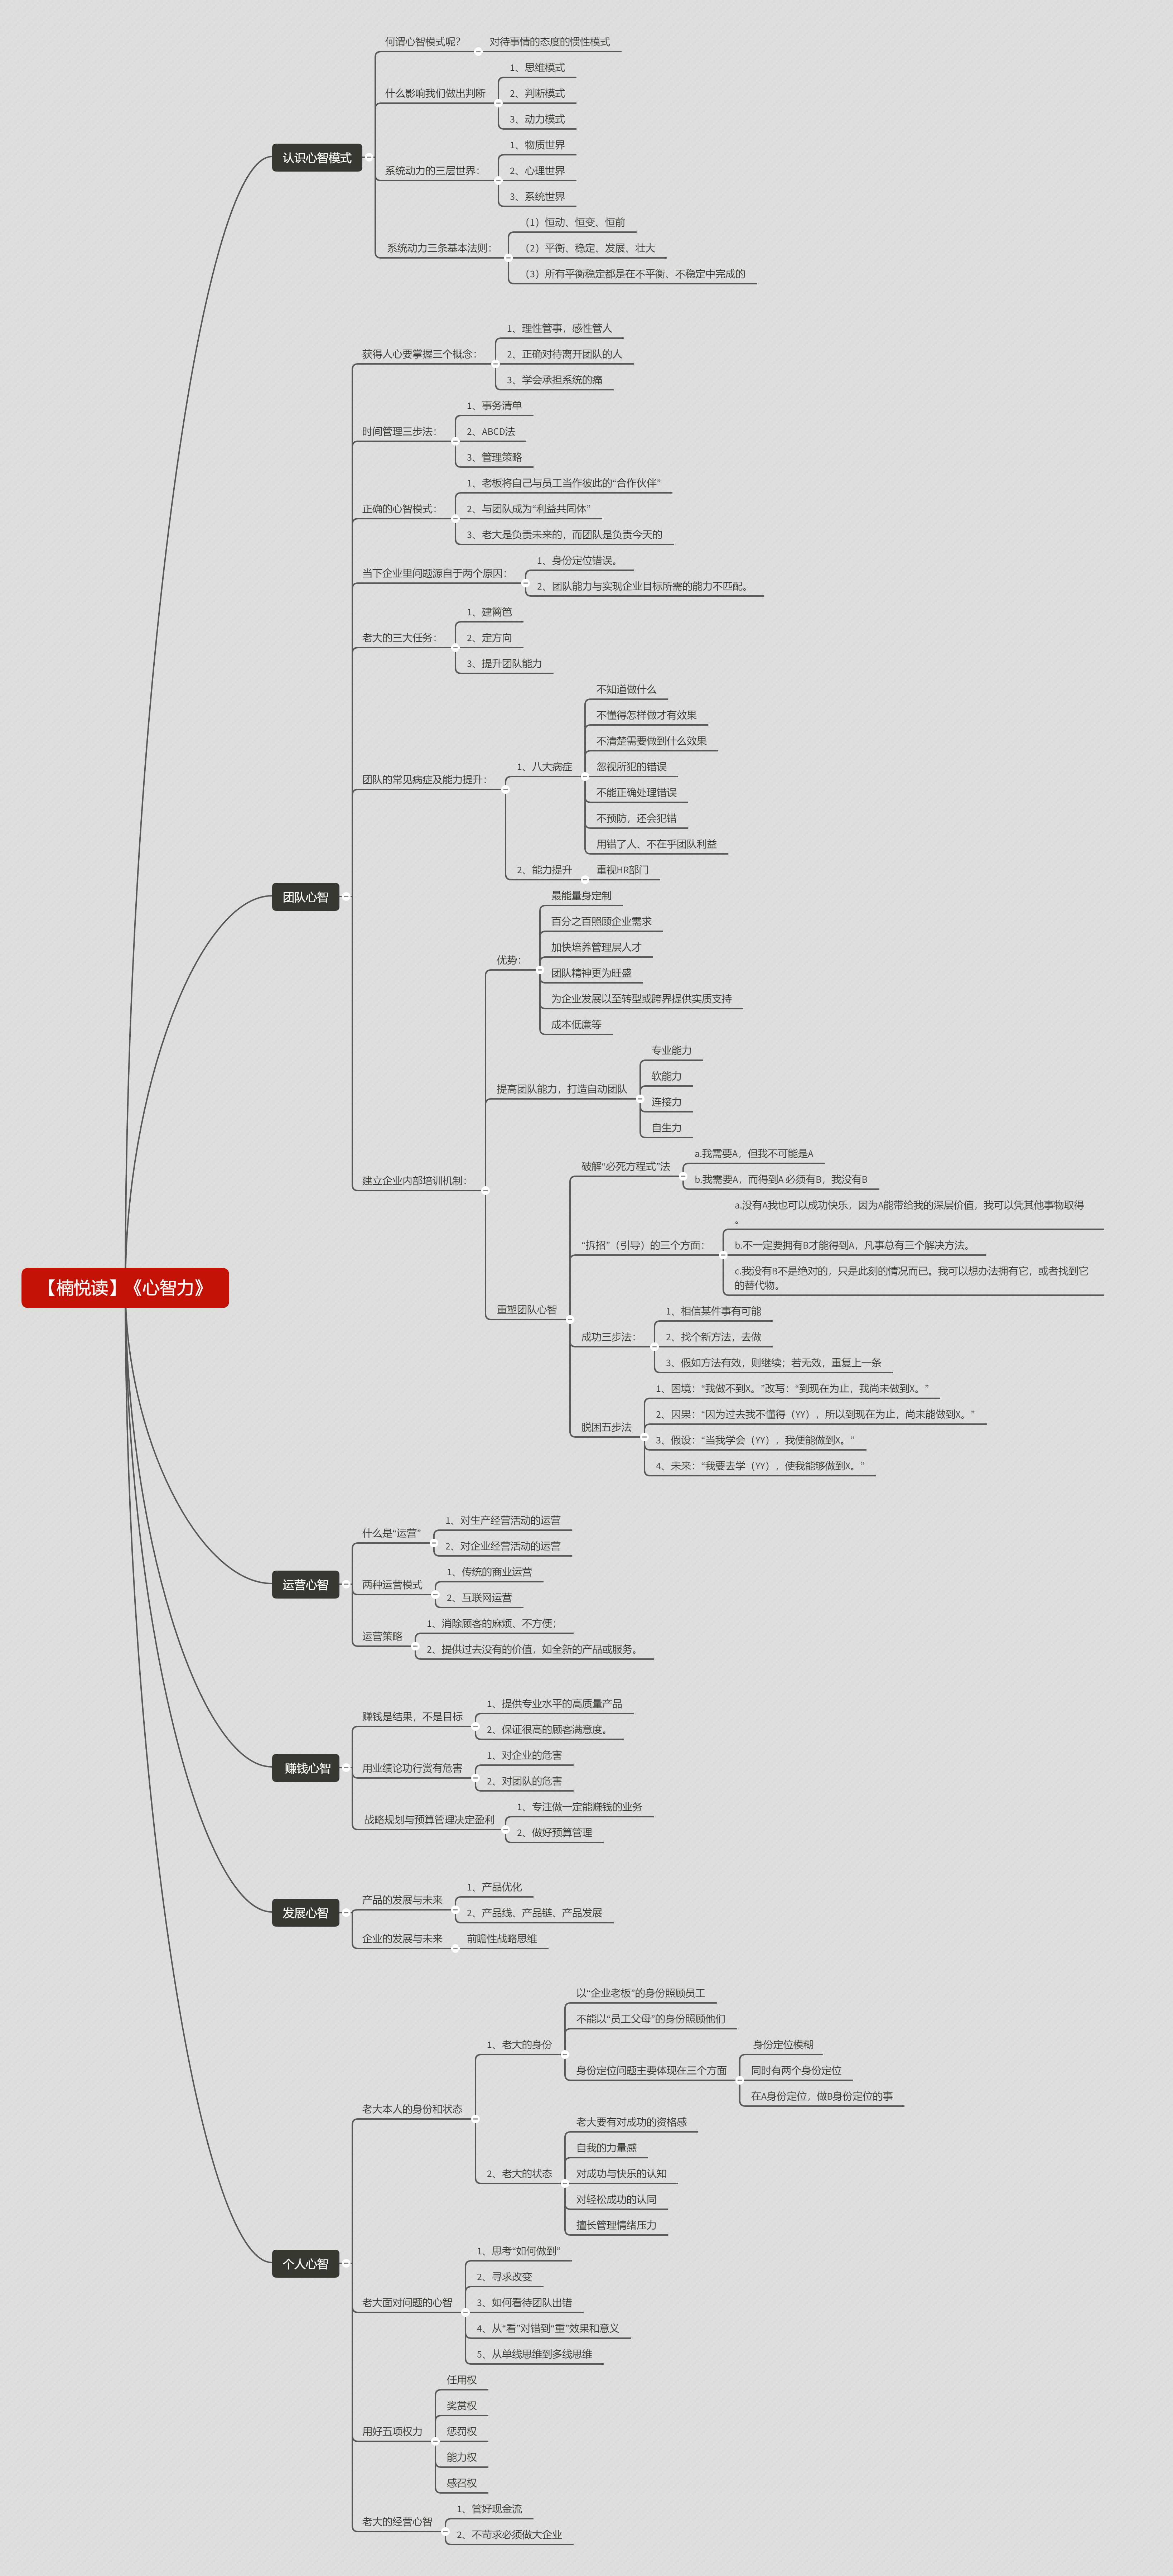 【楠悦读】《心智力》
认识心智模式
何谓心智模式呢？
对待事情的态度的惯性模式
什么影响我们做出判断
1、思维模式
2、判断模式
3、动力模式
系统动力的三层世界：
1、物质世界
2、心理世界
3、系统世界
系统动力三条基本法则：
（1）恒动、恒变、恒前
（2）平衡、稳定、发展、壮大
（3）所有平衡稳定都是在不平衡、不稳定中完成的
团队心智
获得人心要掌握三个概念：
1、理性管事，感性管人
2、正确对待离开团队的人
3、学会承担系统的痛
时间管理三步法：
1、事务清单
2、ABCD法
3、管理策略
正确的心智模式：
1、老板将自己与员工当作彼此的“合作伙伴”
2、与团队成为“利益共同体”
3、老大是负责未来的，而团队是负责今天的
当下企业里问题源自于两个原因：
1、身份定位错误。
2、团队能力与实现企业目标所需的能力不匹配。
老大的三大任务：
1、建篱笆
2、定方向
3、提升团队能力
团队的常见病症及能力提升：
1、八大病症
不知道做什么
不懂得怎样做才有效果
不清楚需要做到什么效果
忽视所犯的错误
不能正确处理错误
不预防，还会犯错
用错了人、不在乎团队利益
2、能力提升
重视HR部门
建立企业内部培训机制：
优势：
最能量身定制
百分之百照顾企业需求
加快培养管理层人才
团队精神更为旺盛
为企业发展以至转型或跨界提供实质支持
成本低廉等
提高团队能力，打造自动团队
专业能力
软能力
连接力
自生力
重塑团队心智
破解“必死方程式”法
a.我需要A，但我不可能是A
b.我需要A，而得到A 必须有B，我没有B
“拆招”（引导）的三个方面：
a.没有A我也可以成功快乐，因为A能带给我的深层价值，我可以凭其他事物取得
。
b.不一定要拥有B才能得到A，凡事总有三个解决方法。
c.我没有B不是绝对的，只是此刻的情况而已。我可以想办法拥有它，或者找到它
的替代物。
成功三步法：
1、相信某件事有可能
2、找个新方法，去做
3、假如方法有效，则继续；若无效，重复上一条
脱困五步法
1、困境：“我做不到X。”改写：“到现在为止，我尚未做到X。”
2、因果：“因为过去我不懂得（YY），所以到现在为止，尚未能做到X。”
3、假设：“当我学会（YY），我便能做到X。”
4、未来：“我要去学（YY），使我能够做到X。”
运营心智
什么是“运营”
1、对生产经营活动的运营
2、对企业经营活动的运营
两种运营模式
1、传统的商业运营
2、互联网运营
运营策略
1、消除顾客的麻烦、不方便；
2、提供过去没有的价值，如全新的产品或服务。
赚钱心智
赚钱是结果，不是目标
1、提供专业水平的高质量产品
2、保证很高的顾客满意度。
用业绩论功行赏有危害
1、对企业的危害
2、对团队的危害
战略规划与预算管理决定盈利
1、专注做一定能赚钱的业务
2、做好预算管理
发展心智
产品的发展与未来
1、产品优化
2、产品线、产品链、产品发展
企业的发展与未来
前瞻性战略思维
个人心智
老大本人的身份和状态
1、老大的身份
以“企业老板”的身份照顾员工
不能以“员工父母”的身份照顾他们
身份定位问题主要体现在三个方面
身份定位模糊
同时有两个身份定位
在A身份定位，做B身份定位的事
2、老大的状态
老大要有对成功的资格感
自我的力量感
对成功与快乐的认知
对轻松成功的认同
擅长管理情绪压力
老大面对问题的心智
1、思考“如何做到”
2、寻求改变
3、如何看待团队出错
4、从“看”对错到“重”效果和意义
5、从单线思维到多线思维
用好五项权力
任用权
奖赏权
惩罚权
能力权
感召权
老大的经营心智
1、管好现金流
2、不苛求必须做大企业